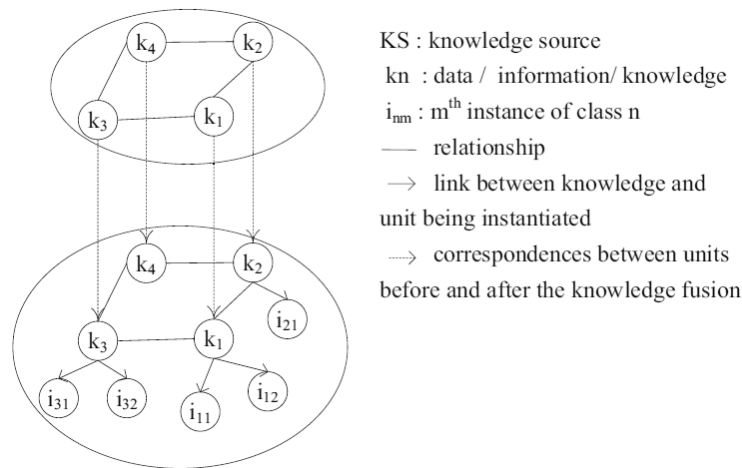 k4 k2
k3 k1
k4 k2
k3 k1
i21
i31 i32 i11 i12
KS : knowledge source
kn : data / information/ knowledge
inm : mth instance of class n
relationship
link between knowledge and
unit being instantiated
correspondences between units
before and after the knowledge fusion